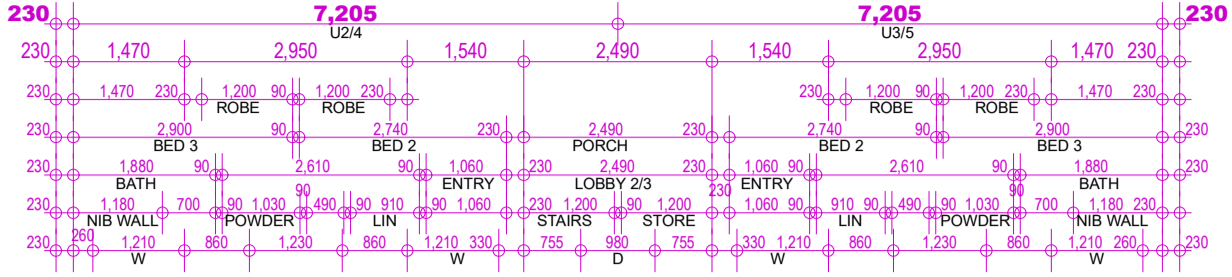 230 7,205 7,205 230
U2/4 U3/5
230 1,470 2,950 1,540 2,490 1,540 2,950 1,470 230
230 1,470 230 1,200 90 1,200 230 230 1,200 90 1,200 230 1,470 230
ROBE ROBE ROBE ROBE
230 2,900 90 2,740 230 2,490 230 2,740 90 2,900 230
BED 3 BED 2 PORCH BED 2 BED 3
230 1,880 90 2,610 90 1,060 230 2,490 230 1,060 90 2,610 90 1,880 230
BATH ENTRY LOBBY 2/3 ENTRY BATH
90 230 90
230 1,180 700 90 1,030 490 90 910 90 1,060 230 1,200 90 1,200 1,060 90 910 90 490 90 1,030 700 1,180 230
NIB WALL POWDER LIN STAIRS STORE LIN POWDER NIB WALL
230 260 1,210 860 1,230 860 1,210 330 755 980 755 330 1,210 860 1,230 860 1,210 260 230
W W D W W